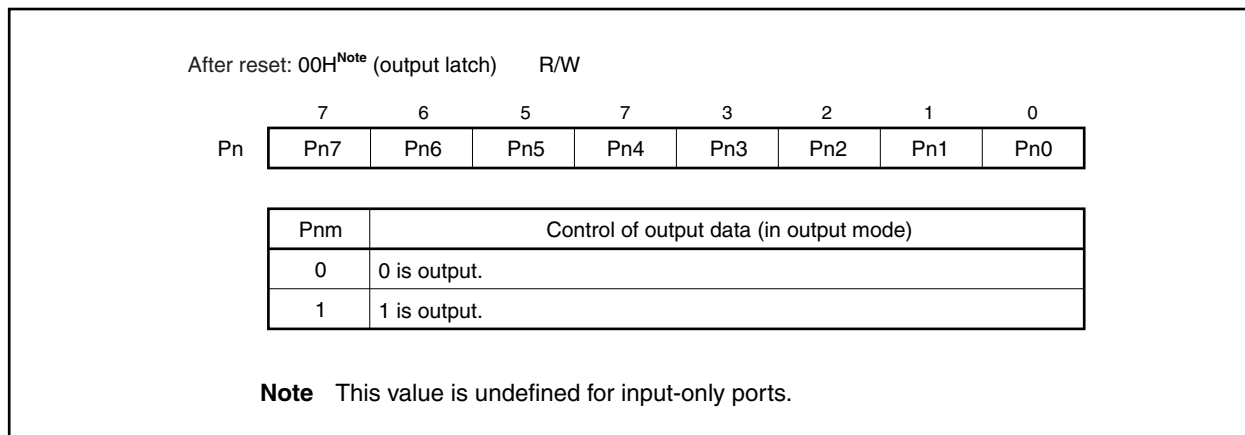 After reset: 00HNote (output latch) R/W
7 6 5 7 3 2 1 0
Pn Pn7 Pn6 Pn5 Pn4 Pn3 Pn2 Pn1 Pn0
Pnm Control of output data (in output mode)
0 0 is output.
1 1 is output.
Note This value is undefined for input-only ports.